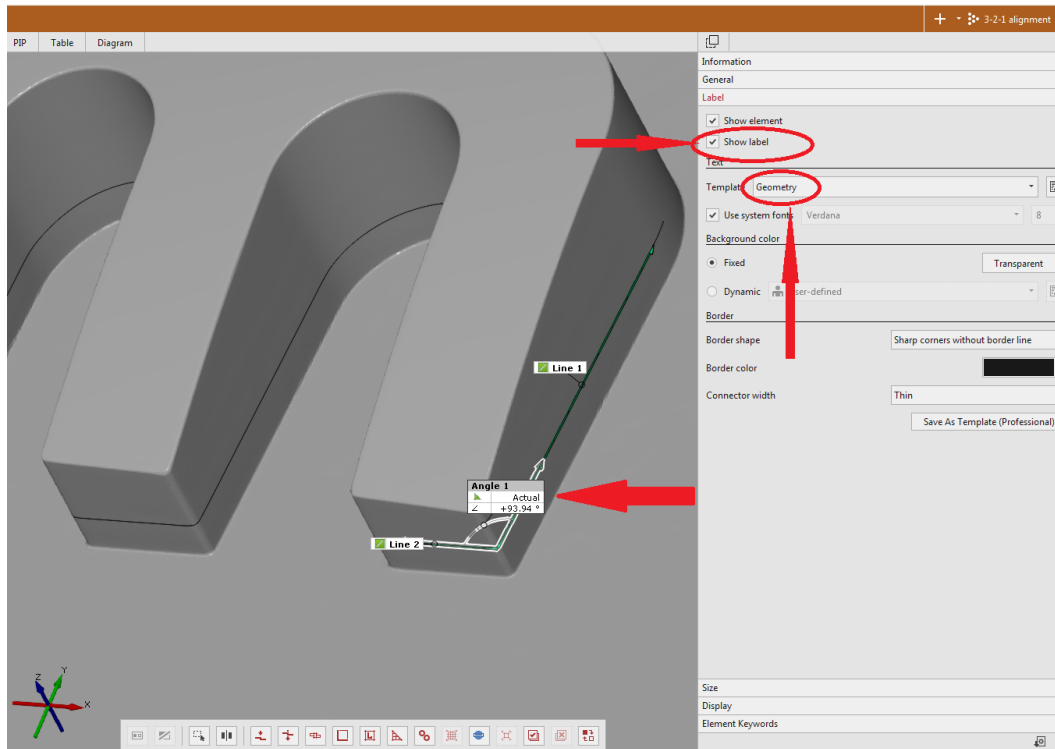 3-2-1 alignment
PIP Table Diagram
Information
General
Label
Show element
Show label
Text
Template Geometry
Use system fonts Verdana 8
Background color
Fixed Transparent
Dynamic
Border
Border shape Sharp corners without border line
Border color
Connector width Thin
Save As Template (Professional)
Line 1
Angle 1
Actual
∠ +93.94 °
Line 2
Z Y
X
Size
Display
Element Keywords